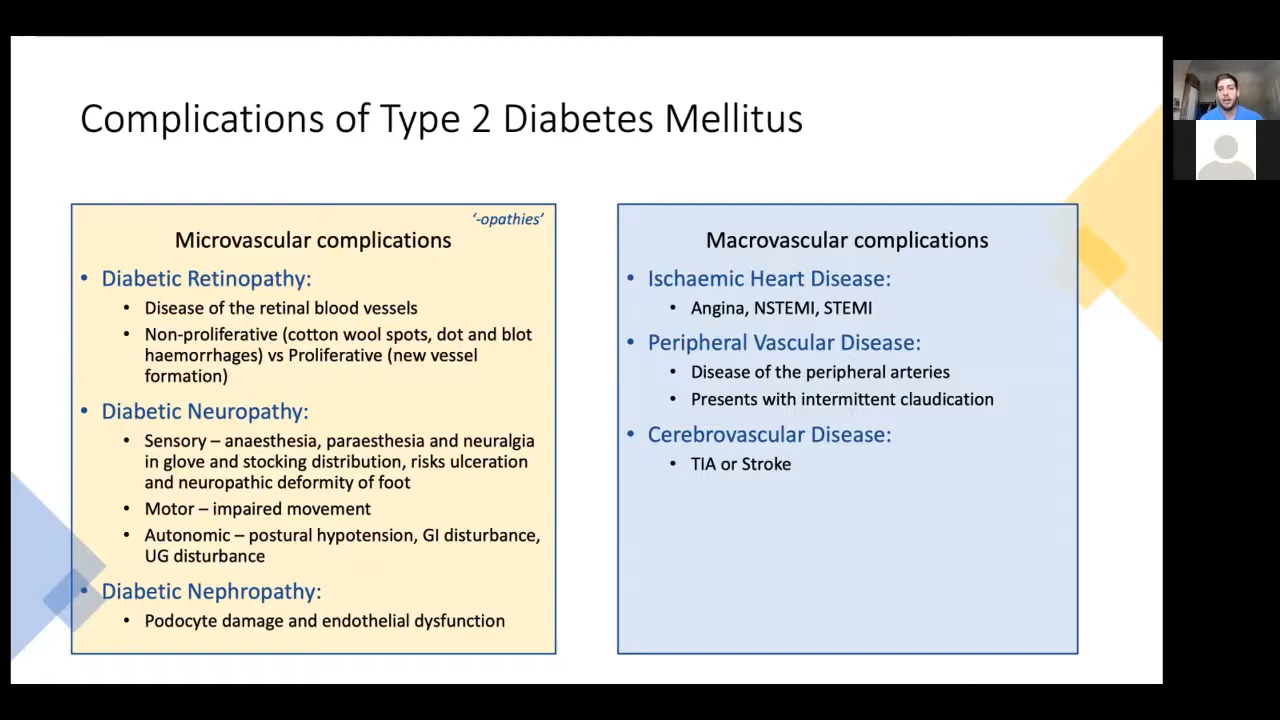 Complications of Type 2 Diabetes Mellitus
'-opathies'
Microvascular complications
• Diabetic Retinopathy:
• Disease of the retinal blood vessels
• Non-proliferative (cotton wool spots, dot and blot
haemorrhages) vs Proliferative (new vessel
formation)
• Diabetic Neuropathy:
• Sensory – anaesthesia, paraesthesia and neuralgia
in glove and stocking distribution, risks ulceration
and neuropathic deformity of foot
• Motor – impaired movement
• Autonomic – postural hypotension, GI disturbance,
UG disturbance
• Diabetic Nephropathy:
• Podocyte damage and endothelial dysfunction
Macrovascular complications
• Ischaemic Heart Disease:
• Angina, NSTEMI, STEMI
• Peripheral Vascular Disease:
• Disease of the peripheral arteries
• Presents with intermittent claudication
• Cerebrovascular Disease:
• TIA or Stroke